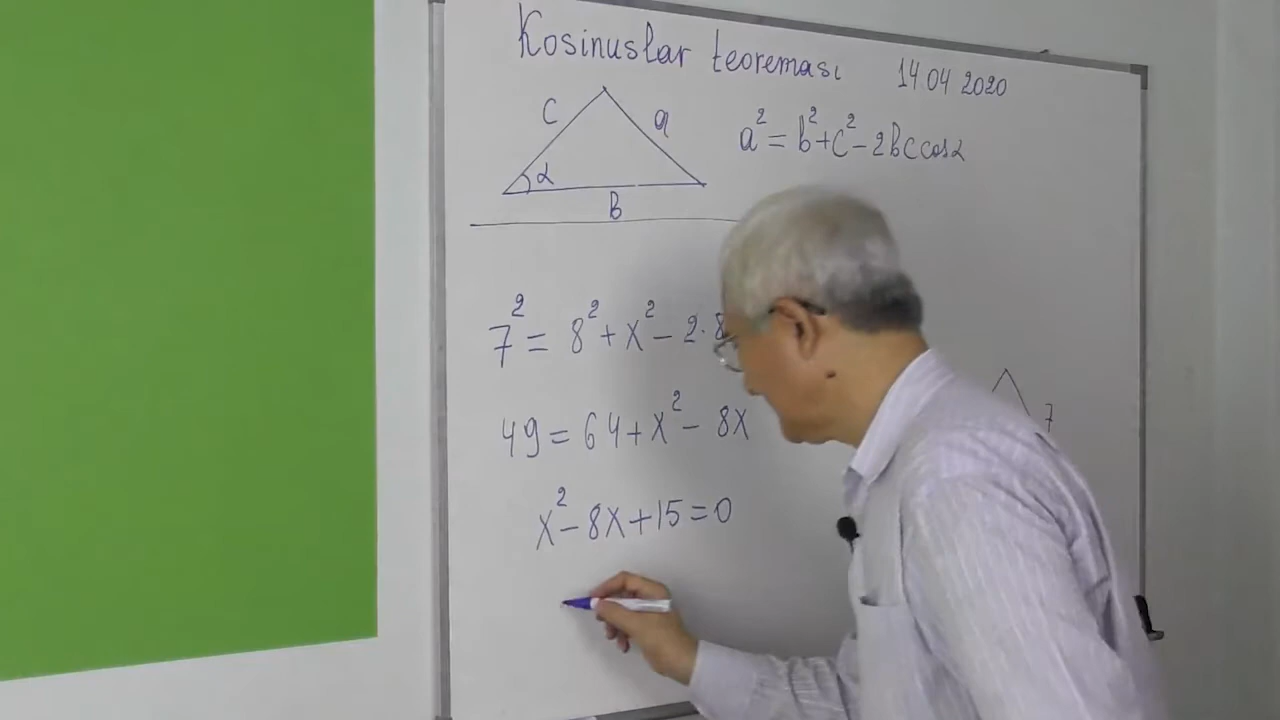 Kosinuslar teoreması 14.04 2020
c a
α
b
a² = b² + c² - 2bc cosα
7² = 8² + x² - 2·8
7
49 = 64 + x² - 8x
x² - 8x + 15 = 0